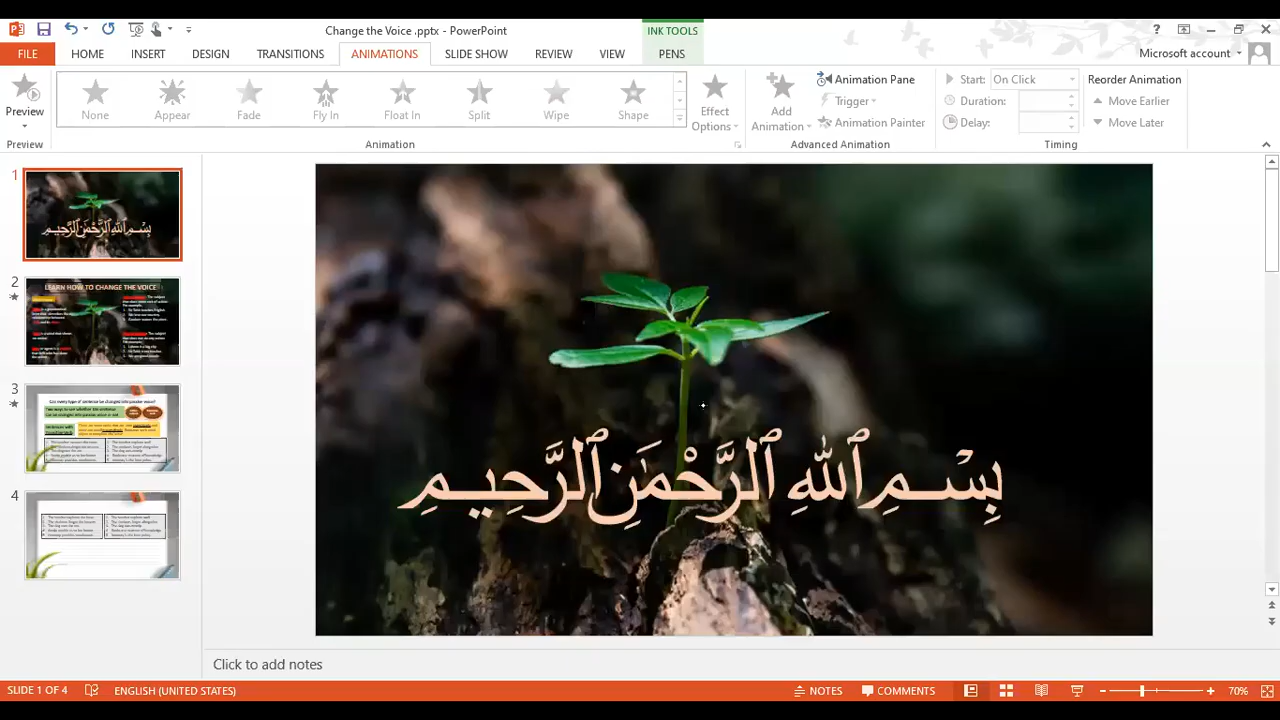 Change the Voice .pptx - PowerPoint
INK TOOLS
FILE HOME INSERT DESIGN TRANSITIONS ANIMATIONS SLIDE SHOW REVIEW VIEW PENS
Microsoft account
Preview
None Appear Fade Fly In Float In Split Wipe Shape
Effect Options
Add Animation
Animation Pane
Trigger
Animation Painter
Start: On Click
Duration:
Delay:
Reorder Animation
Move Earlier
Move Later
Preview Animation Advanced Animation Timing
1
2
LEARN HOW TO CHANGE THE VOICE
3
Can every type of sentence be changed into passive voice?
4
بِسْمِ ٱللَّهِ ٱلرَّحْمَٰنِ ٱلرَّحِيمِ
Click to add notes
SLIDE 1 OF 4 ENGLISH (UNITED STATES) NOTES COMMENTS 70%